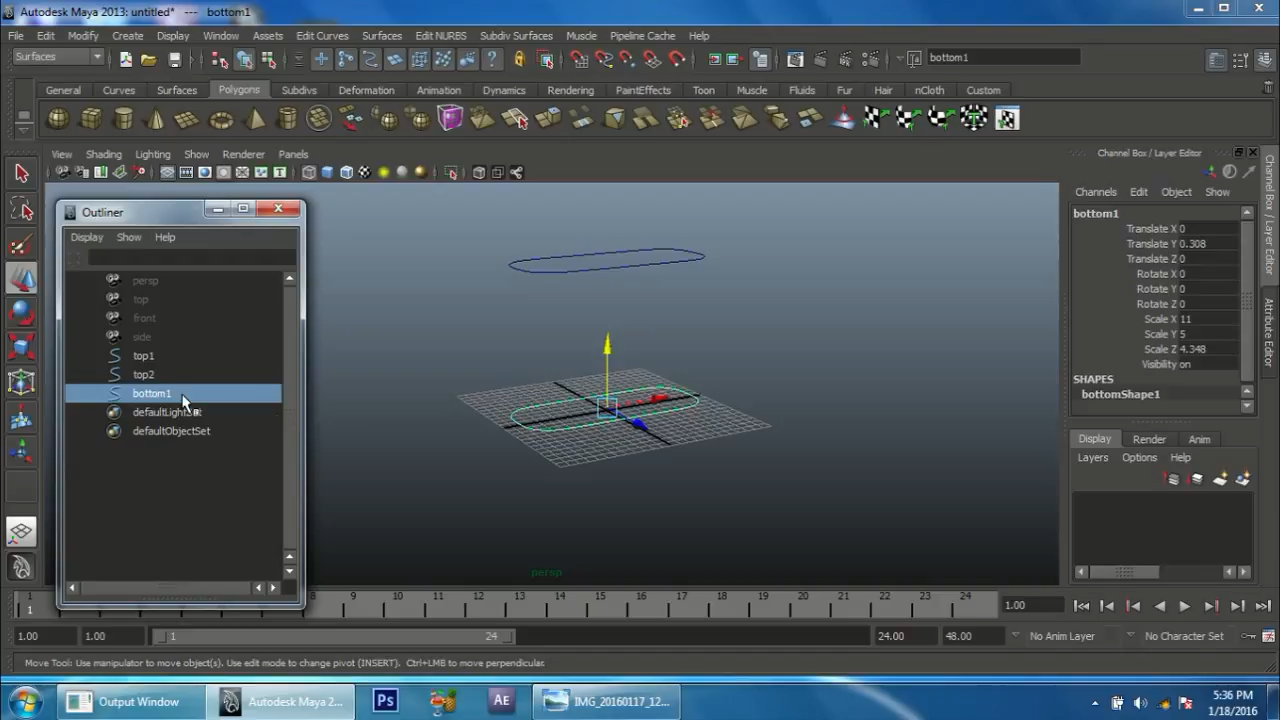 Autodesk Maya 2013: untitled* --- bottom1
File Edit Modify Create Display Window Assets Edit Curves Surfaces Edit NURBS Subdiv Surfaces Muscle Pipeline Cache Help
Surfaces bottom1
General Curves Surfaces Polygons Subdivs Deformation Animation Dynamics Rendering PaintEffects Toon Muscle Fluids Fur Hair nCloth Custom
View Shading Lighting Show Renderer Panels
Channel Box / Layer Editor
Channels Edit Object Show
bottom1
Translate X 0
Translate Y 0.308
Translate Z 0
Rotate X 0
Rotate Y 0
Rotate Z 0
Scale X 11
Scale Y 5
Scale Z 4.348
Visibility on
SHAPES
bottomShape1
Channel Box / Layer Editor
Attribute Editor
Display Render Anim
Layers Options Help
Outliner
Display Show Help
persp
top
front
side
top1
top2
bottom1
defaultLightSet
defaultObjectSet
persp
1 8 9 10 11 12 13 14 15 16 17 18 19 20 21 22 23 24
1 1.00
1.00 1.00 1 24 24.00 48.00 No Anim Layer No Character Set
Move Tool: Use manipulator to move object(s). Use edit mode to change pivot (INSERT). Ctrl+LMB to move perpendicular.
Output Window Autodesk Maya 2... Ps AE IMG_20160117_12...
5:36 PM
1/18/2016